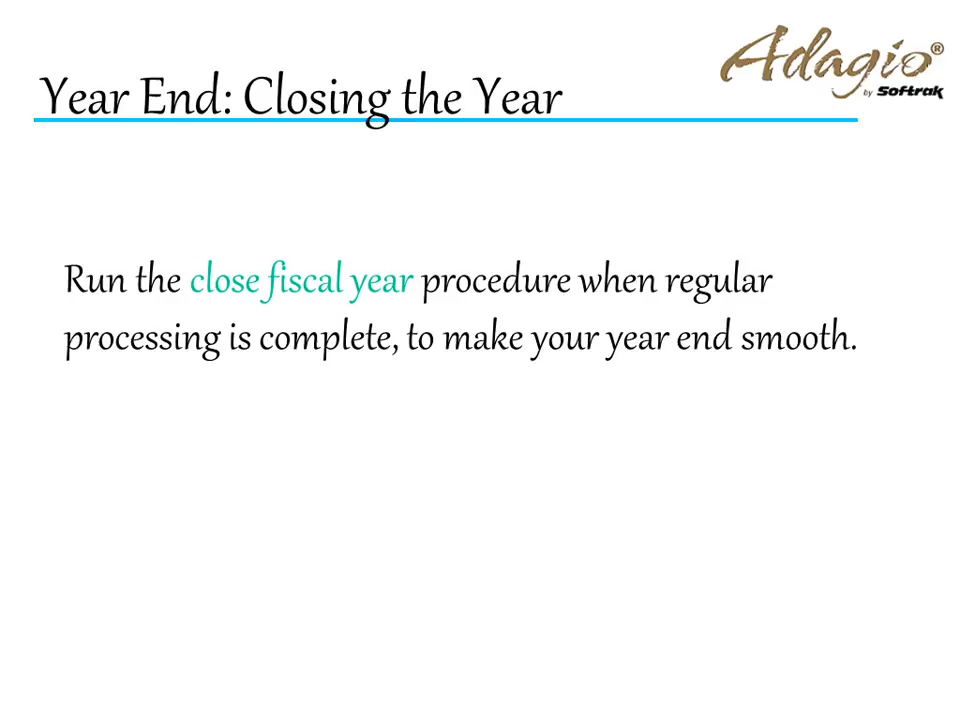 Adagio®
by Softrak
Year End: Closing the Year
Run the close fiscal year procedure when regular
processing is complete, to make your year end smooth.